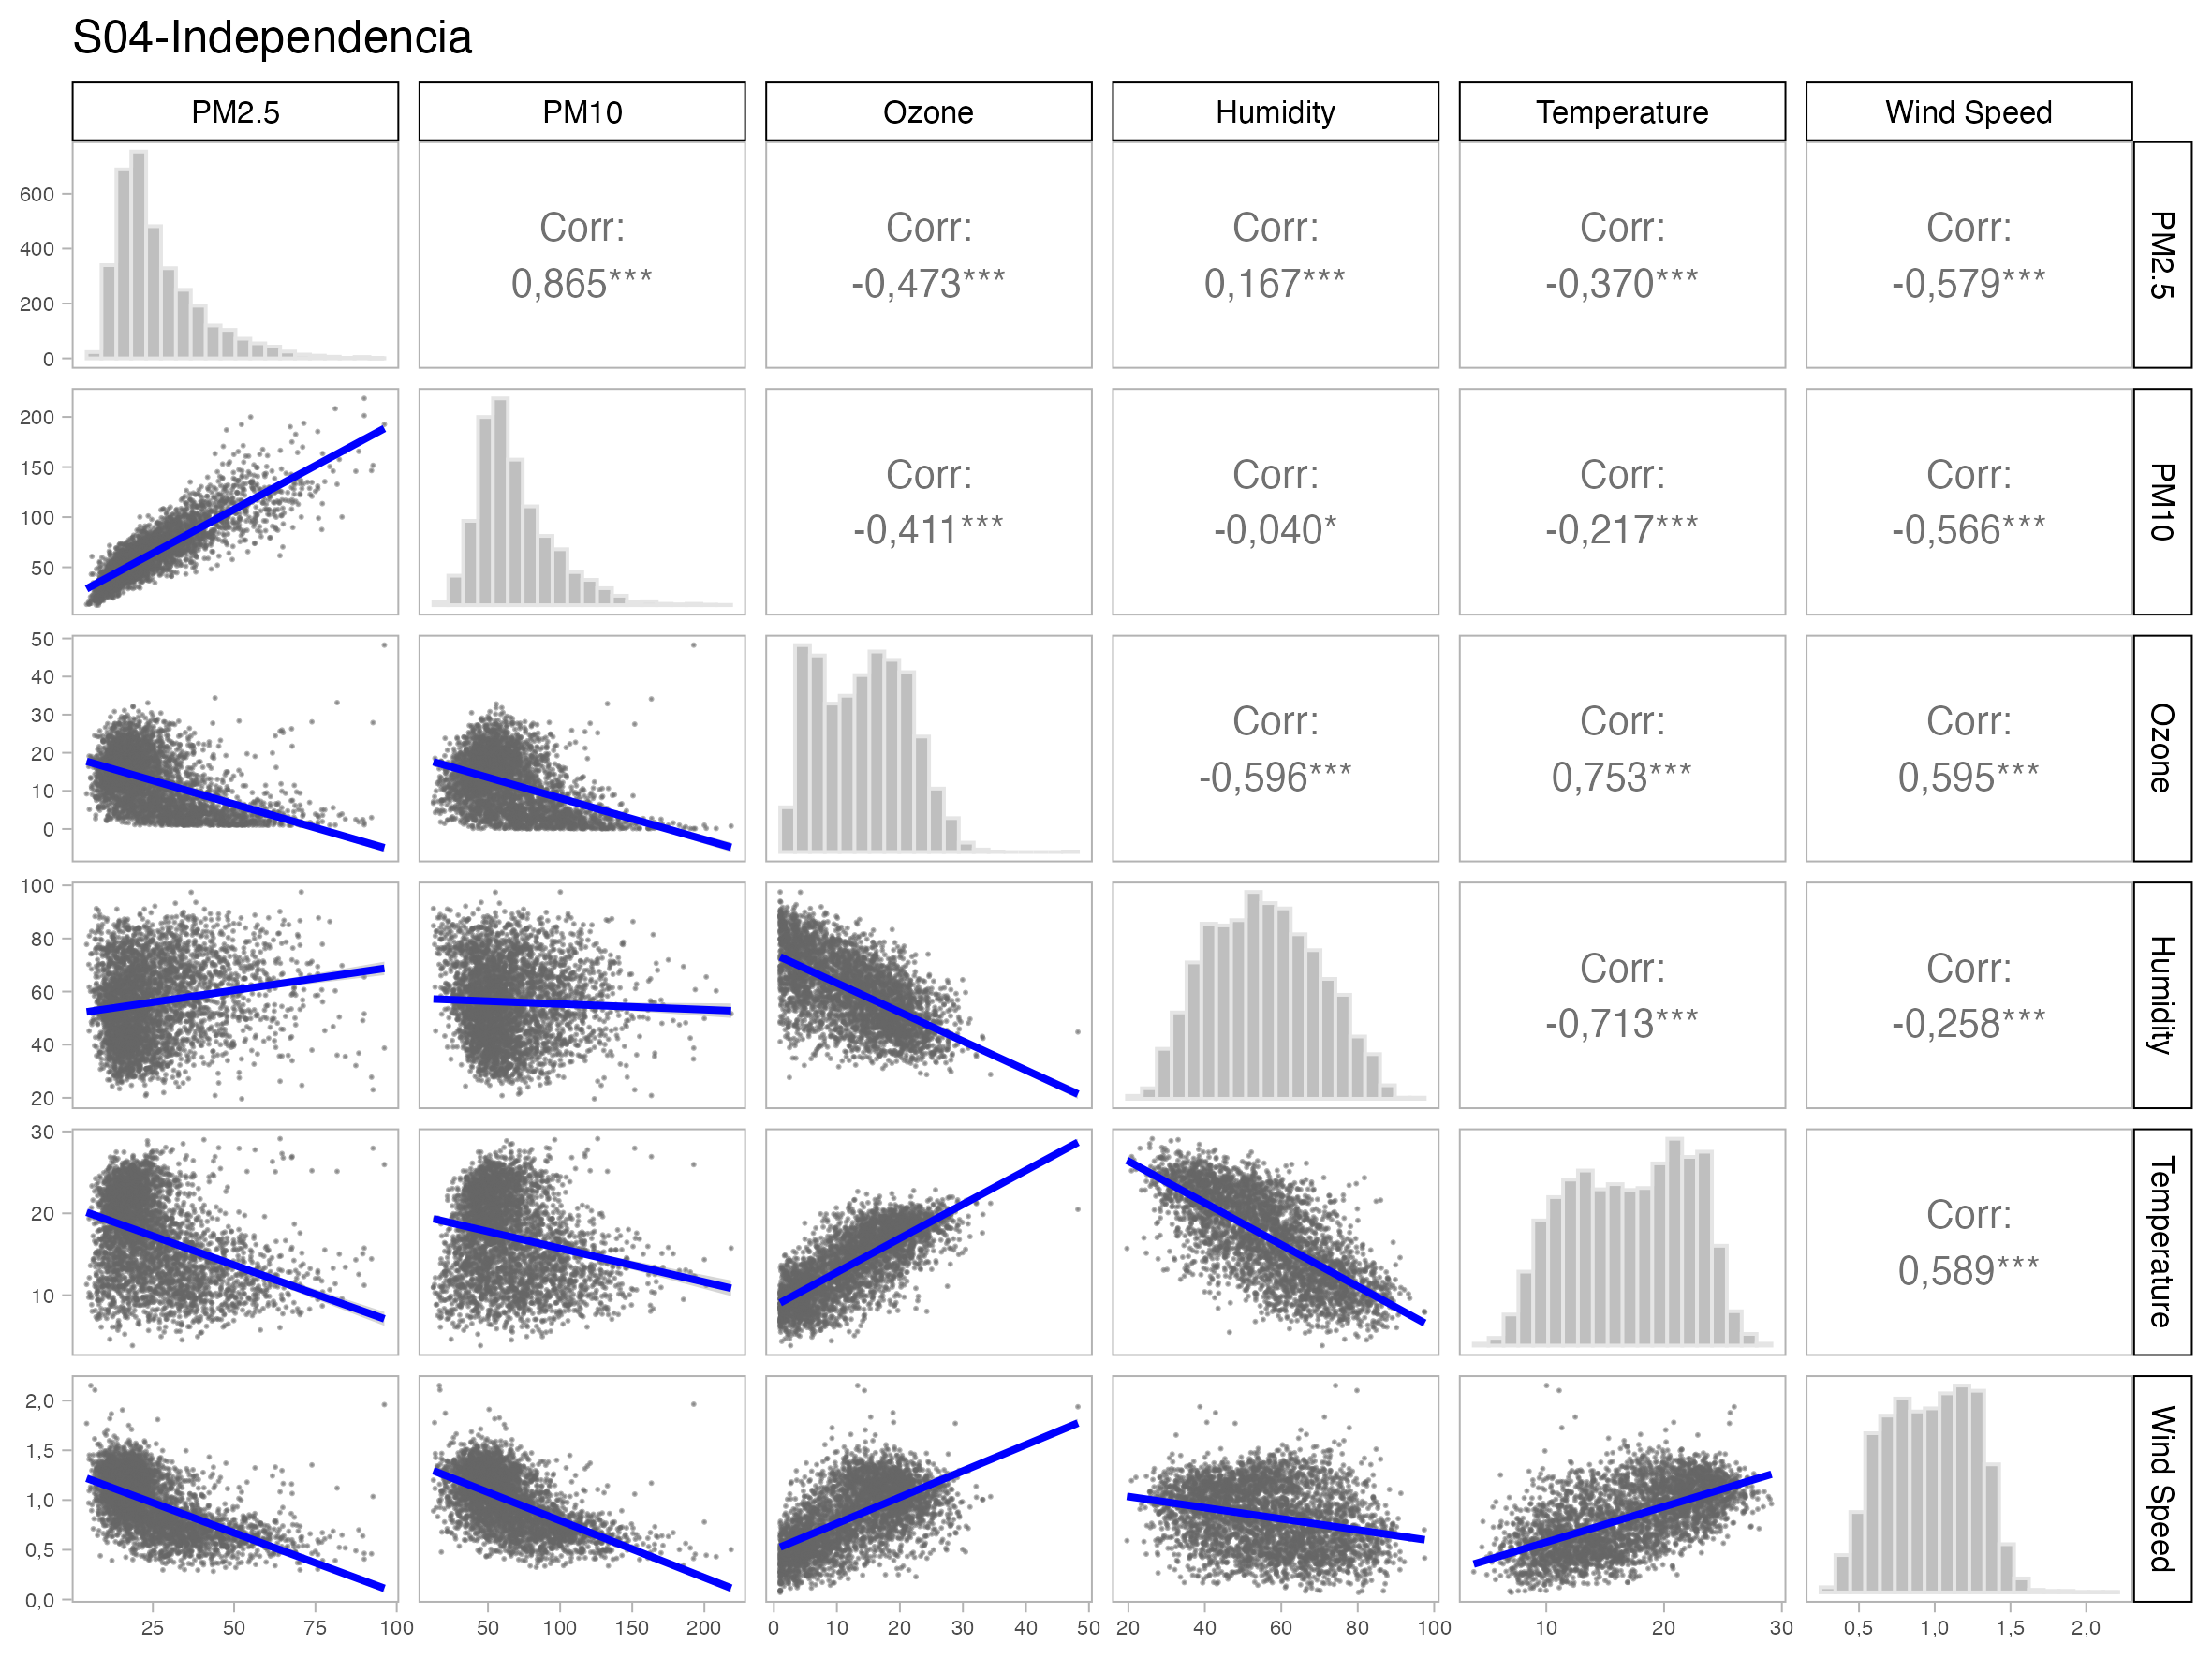 S04-Independencia
PM2.5 PM10 Ozone Humidity Temperature Wind Speed
600
400
200
0
Corr:
0,865***
Corr:
-0,473***
Corr:
0,167***
Corr:
-0,370***
Corr:
-0,579***
PM2.5
200
150
100
50
Corr:
-0,411***
Corr:
-0,040*
Corr:
-0,217***
Corr:
-0,566***
PM10
50
40
30
20
10
0
Corr:
-0,596***
Corr:
0,753***
Corr:
0,595***
Ozone
100
80
60
40
20
Corr:
-0,713***
Corr:
-0,258***
Humidity
30
20
10
Corr:
0,589***
Temperature
2,0
1,5
1,0
0,5
0,0
Wind Speed
25 50 75 100 50 100 150 200 0 10 20 30 40 50 20 40 60 80 100 10 20 30 0,5 1,0 1,5 2,0